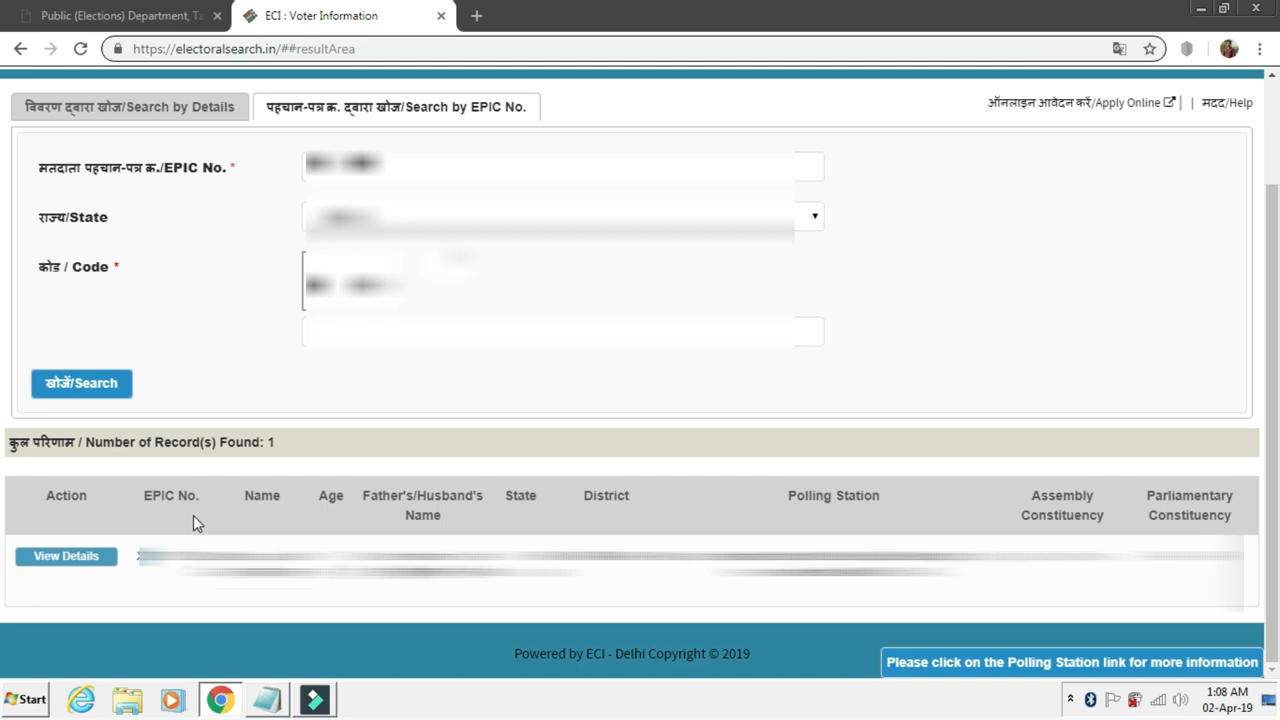 Public (Elections) Department, Ta
ECI : Voter Information
https://electoralsearch.in/##resultArea
विवरण द्वारा खोज/Search by Details
पहचान-पत्र क्र. द्वारा खोज/Search by EPIC No.
ऑनलाइन आवेदन करें/Apply Online | | मदद/Help
मतदाता पहचान-पत्र क्र./EPIC No. *
राज्य/State
कोड / Code *
खोजें/Search
कुल परिणाम / Number of Record(s) Found: 1
Action EPIC No. Name Age Father's/Husband's Name State District Polling Station Assembly Constituency Parliamentary Constituency
View Details
Powered by ECI - Delhi Copyright © 2019
Please click on the Polling Station link for more information
Start
1:08 AM
02-Apr-19